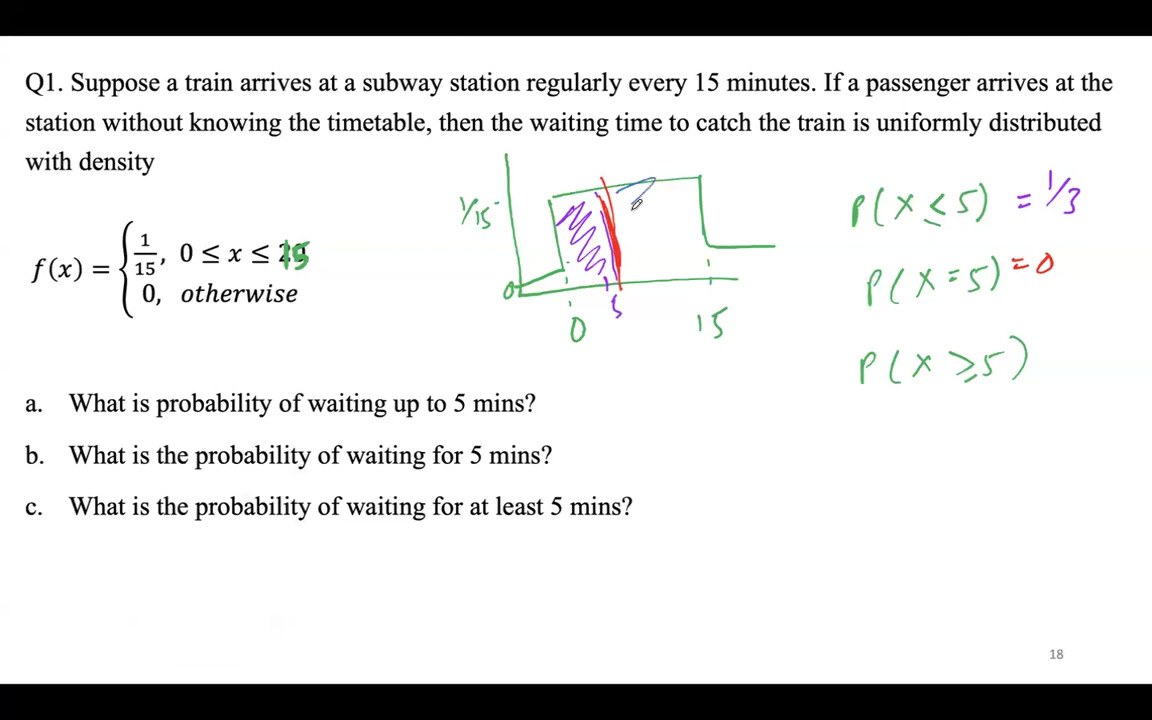 Q1. Suppose a train arrives at a subway station regularly every 15 minutes. If a passenger arrives at the
station without knowing the timetable, then the waiting time to catch the train is uniformly distributed
with density
f(x) = { 1/15, 0 ≤ x ≤ 15
0, otherwise
1/15
0
0
5
15
P(X ≤ 5) = 1/3
P(X = 5) = 0
P(X ≥ 5)
a. What is probability of waiting up to 5 mins?
b. What is the probability of waiting for 5 mins?
c. What is the probability of waiting for at least 5 mins?
18